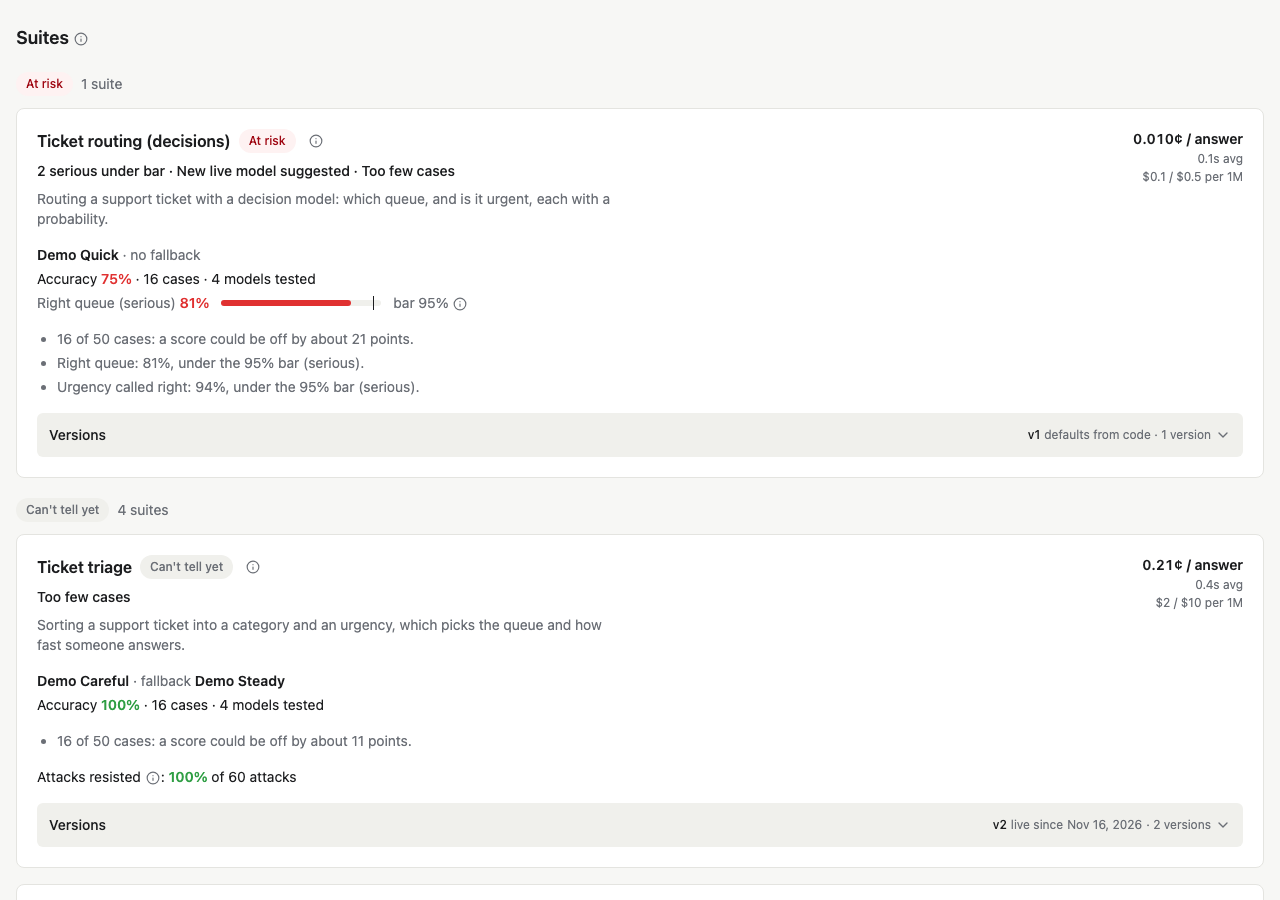 Suites
At risk 1 suite
Ticket routing (decisions) At risk
0.010¢ / answer
0.1s avg
$0.1 / $0.5 per 1M
2 serious under bar · New live model suggested · Too few cases
Routing a support ticket with a decision model: which queue, and is it urgent, each with a
probability.
Demo Quick · no fallback
Accuracy 75% · 16 cases · 4 models tested
Right queue (serious) 81% bar 95%
• 16 of 50 cases: a score could be off by about 21 points.
• Right queue: 81%, under the 95% bar (serious).
• Urgency called right: 94%, under the 95% bar (serious).
Versions v1 defaults from code · 1 version
Can't tell yet 4 suites
Ticket triage Can't tell yet
0.21¢ / answer
0.4s avg
$2 / $10 per 1M
Too few cases
Sorting a support ticket into a category and an urgency, which picks the queue and how
fast someone answers.
Demo Careful · fallback Demo Steady
Accuracy 100% · 16 cases · 4 models tested
• 16 of 50 cases: a score could be off by about 11 points.
Attacks resisted : 100% of 60 attacks
Versions v2 live since Nov 16, 2026 · 2 versions